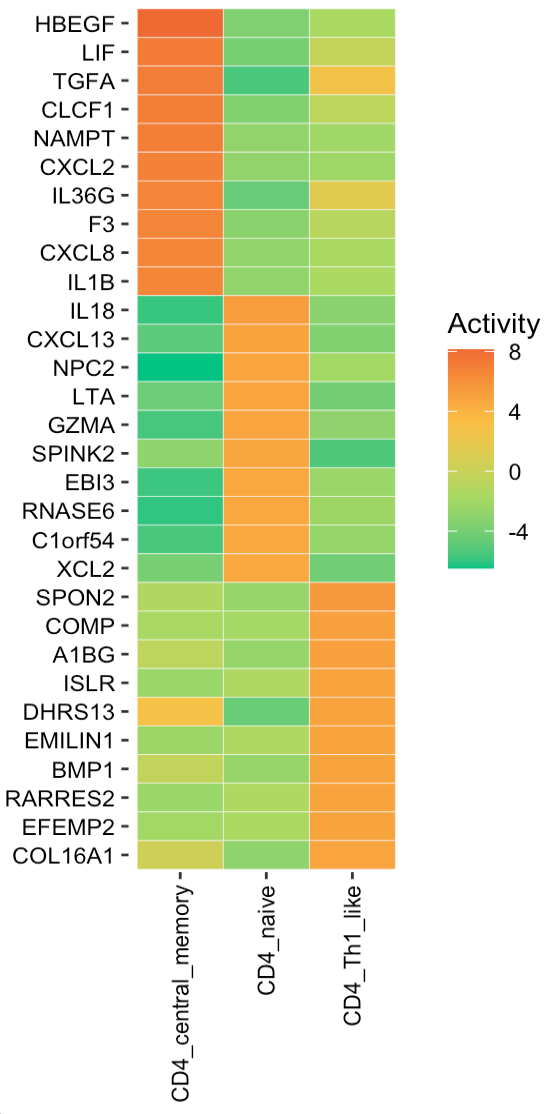 HBEGF
LIF
TGFA
CLCF1
NAMPT
CXCL2
IL36G
F3
CXCL8
IL1B
IL18
CXCL13
NPC2
LTA
GZMA
SPINK2
EBI3
RNASE6
C1orf54
XCL2
SPON2
COMP
A1BG
ISLR
DHRS13
EMILIN1
BMP1
RARRES2
EFEMP2
COL16A1
CD4_central_memory
CD4_naive
CD4_Th1_like
Activity
8
4
0
-4